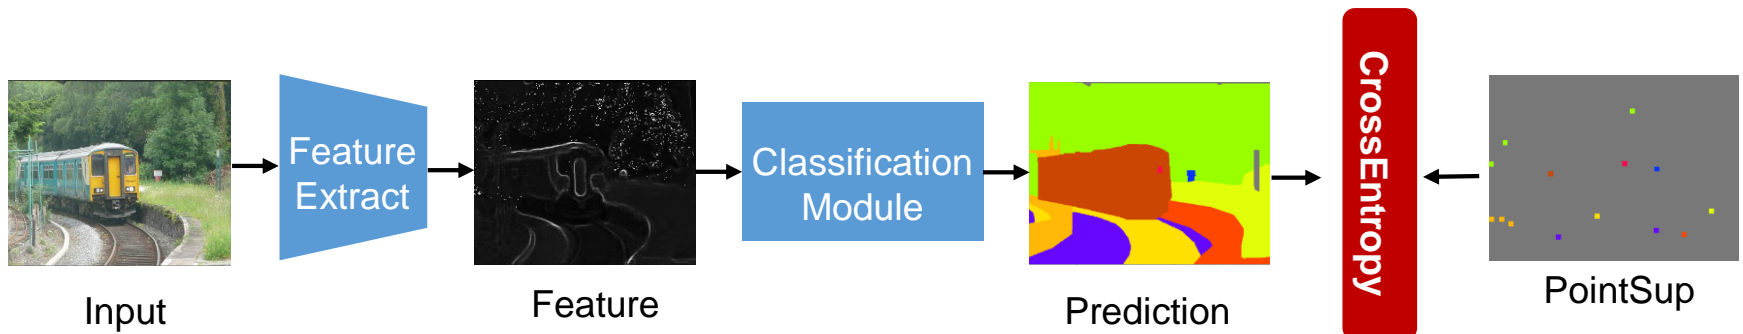 Feature
Extract
Classification
Module
CrossEntropy
Input
Feature
Prediction
PointSup